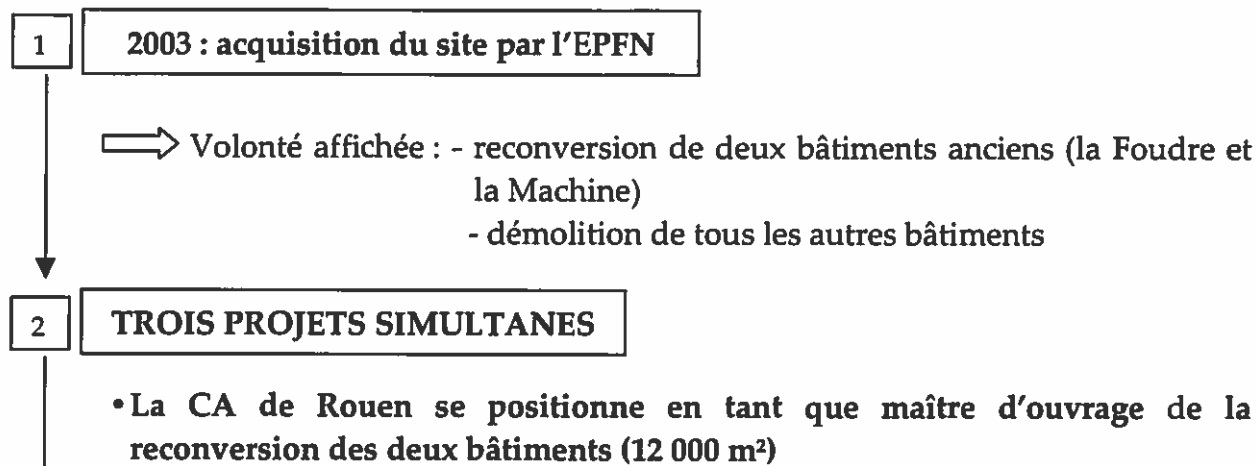 1 2003 : acquisition du site par l'EPFN
Volonté affichée : - reconversion de deux bâtiments anciens (la Foudre et
la Machine)
- démolition de tous les autres bâtiments
2 TROIS PROJETS SIMULTANES
•La CA de Rouen se positionne en tant que maître d'ouvrage de la
reconversion des deux bâtiments (12 000 m²)